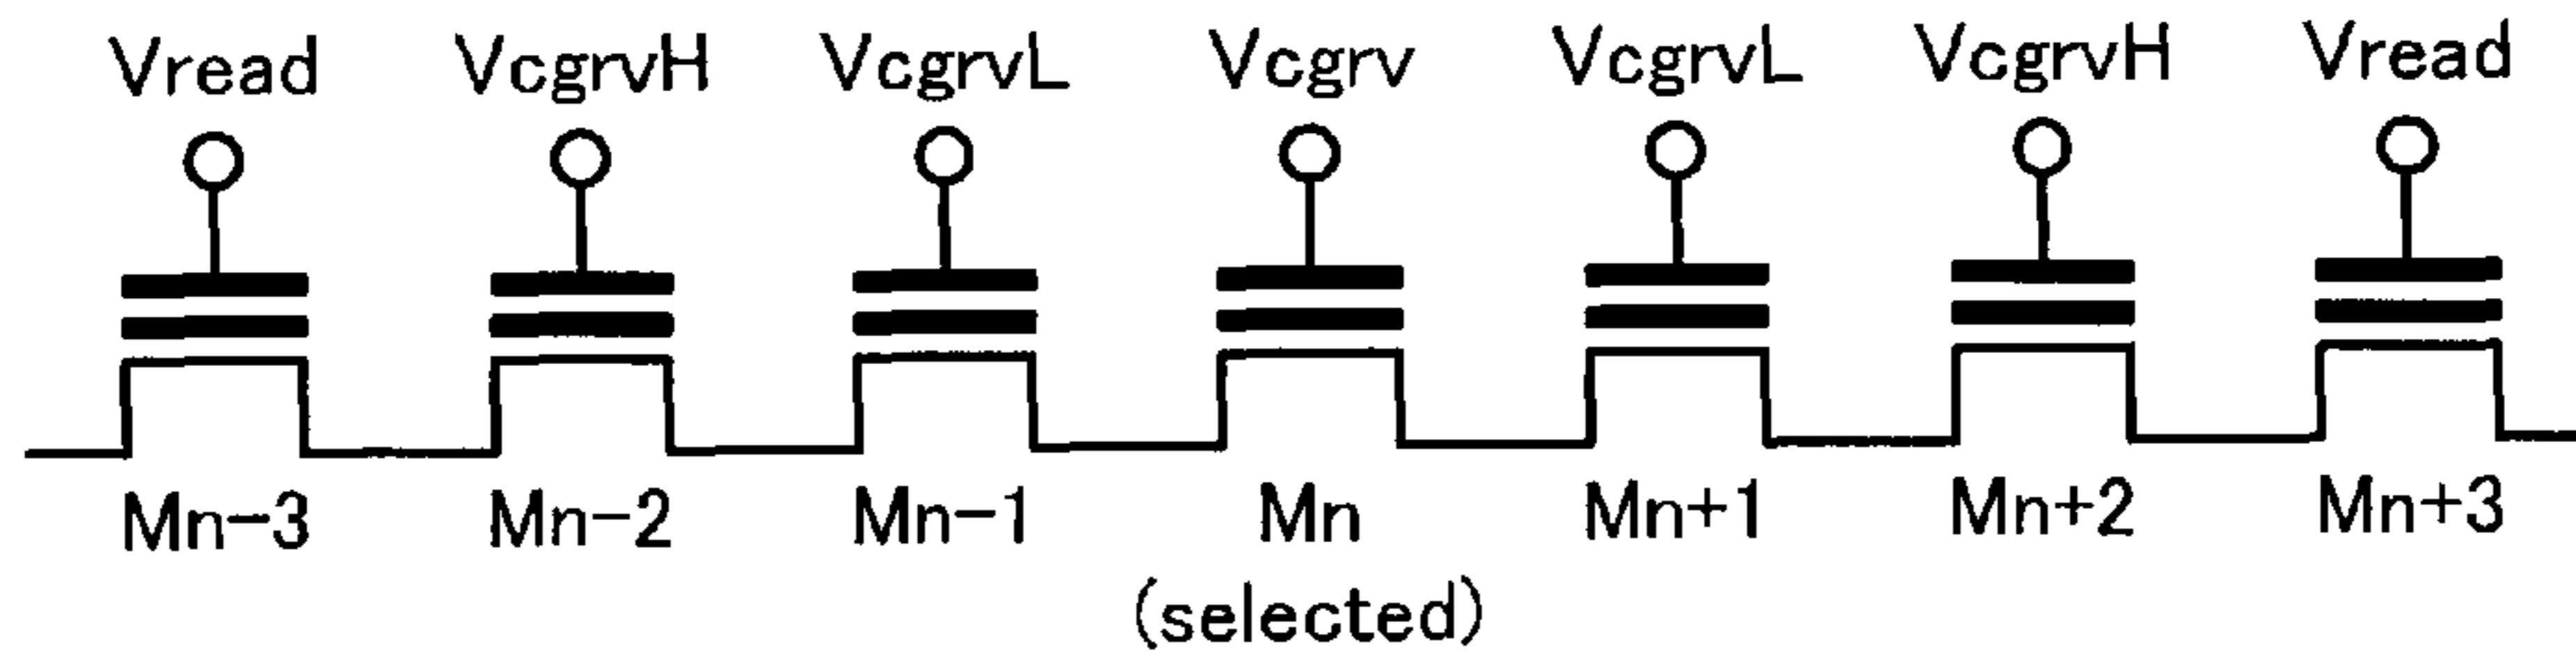 Vread VcgrvH VcgrvL Vcgrv VcgrvL VcgrvH Vread
Mn-3 Mn-2 Mn-1 Mn Mn+1 Mn+2 Mn+3
(selected)